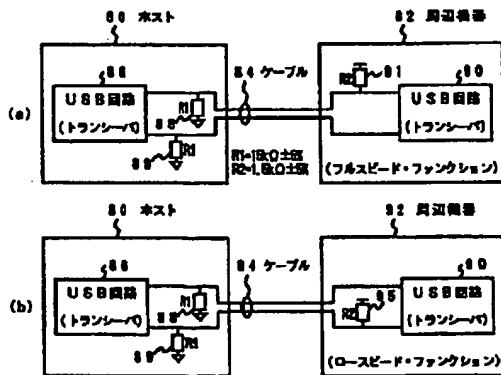 80 ホスト
82 周辺機器
86
84 ケーブル
91
90
USB回路
(トランシーバ)
R1
R2
USB回路
(トランシーバ)
(a)
88
89
R1
R1=15kΩ±5%
R2=1.5kΩ±5%
(フルスピード・ファンクション)
80 ホスト
92 周辺機器
86
84 ケーブル
90
USB回路
(トランシーバ)
R1
R2
95
USB回路
(トランシーバ)
(b)
88
89
R1
(ロースピード・ファンクション)